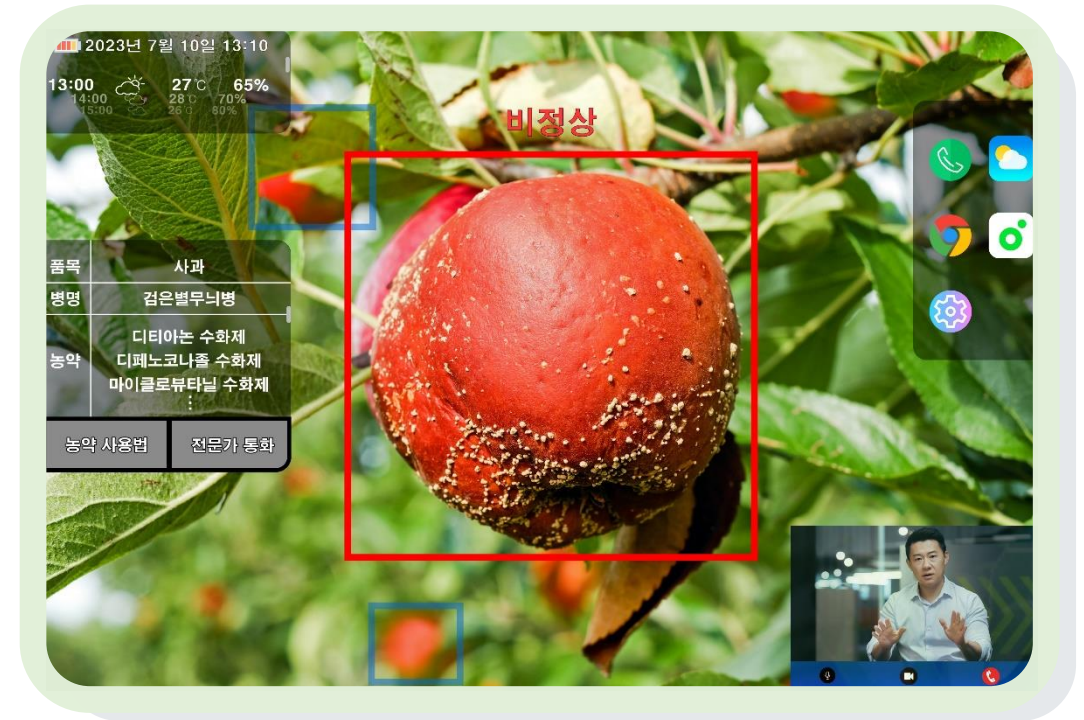 2023년 7월 10일 13:10
13:00 27℃ 65%
14:00 28℃ 70%
15:00 26℃ 80%
비정상
품목 사과
병명 검은별무늬병
농약 디티아논 수화제
디페노코나졸 수화제
마이클로뷰타닐 수화제
⋮
농약 사용법 전문가 통화